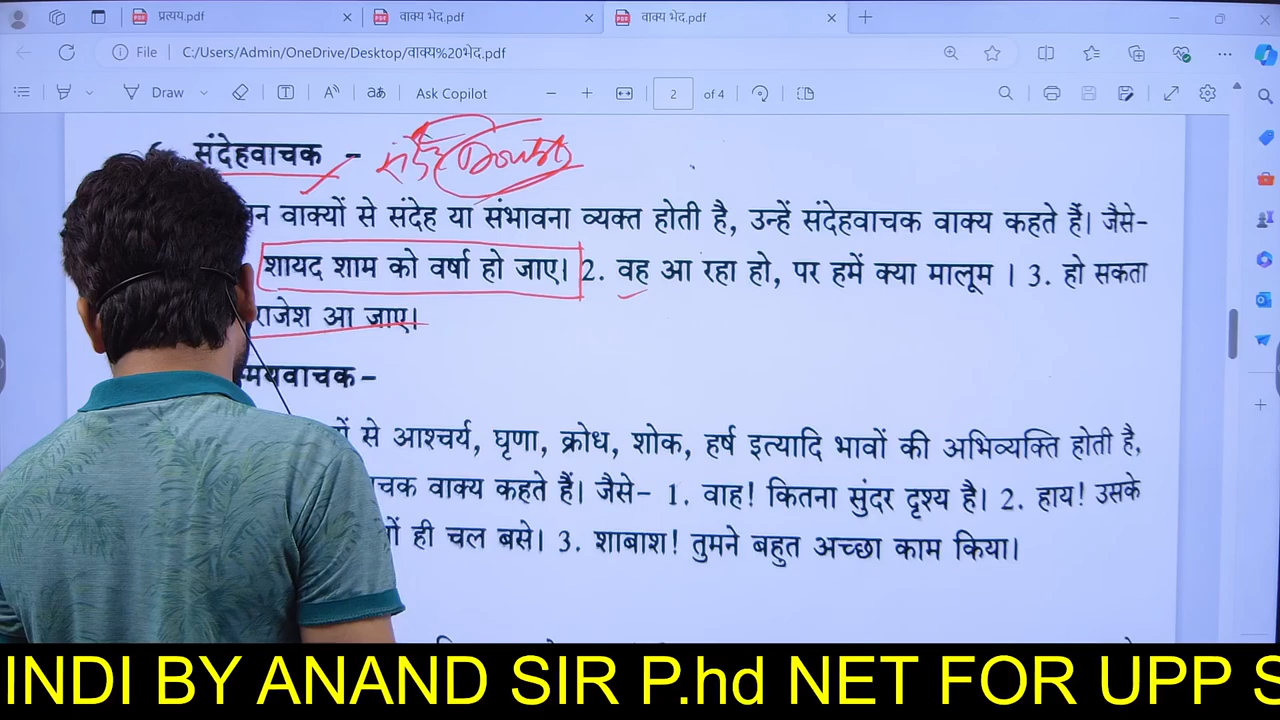 प्रत्यय.pdf
वाक्य भेद.pdf
वाक्य भेद.pdf
File C:/Users/Admin/OneDrive/Desktop/वाक्य%20भेद.pdf
Draw aあ Ask Copilot 2 of 4
संदेहवाचक -
वाक्यों से संदेह या संभावना व्यक्त होती है, उन्हें संदेहवाचक वाक्य कहते हैं। जैसे-
शायद शाम को वर्षा हो जाए। 2. वह आ रहा हो, पर हमें क्या मालूम । 3. हो सकता
राजेश आ जाए।
मयवाचक-
से आश्चर्य, घृणा, क्रोध, शोक, हर्ष इत्यादि भावों की अभिव्यक्ति होती है,
चक वाक्य कहते हैं। जैसे- 1. वाह! कितना सुंदर दृश्य है। 2. हाय! उसके
ही चल बसे। 3. शाबाश! तुमने बहुत अच्छा काम किया।
INDI BY ANAND SIR P.hd NET FOR UPP S